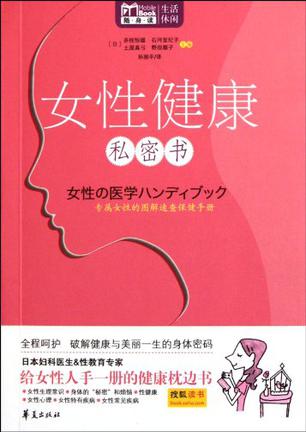 Mobile Book
随·身·读
生活
休闲
〔日〕 多贺理吉 石河亚纪子
土屋真弓 野投雅子 主编
陈丽平/译
女性健康
私密书
女性の医学ハンディブック
专属女性的图解速查保健手册
全程呵护 破解健康与美丽一生的身体密码
日本妇科医生&性教育专家
给女性人手一册的健康枕边书
•女性生理常识 •身体的“秘密”和烦恼 •性健康
•女性心理 •女性特有疾病 •女性常见疾病
搜狐读书
book.sohu.com
华夏出版社